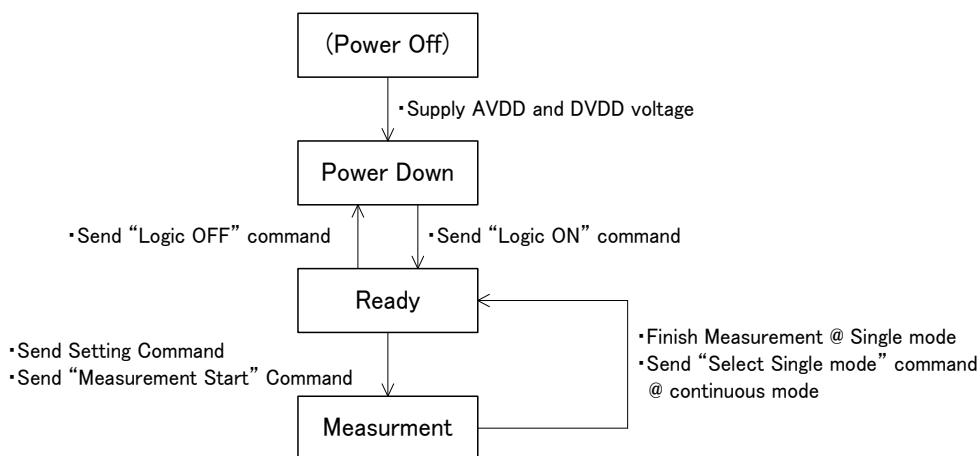 (Power Off)
・Supply AVDD and DVDD voltage
Power Down
・Send “Logic OFF” command
・Send “Logic ON” command
Ready
・Send Setting Command
・Send “Measurement Start” Command
・Finish Measurement @ Single mode
・Send “Select Single mode” command
@ continuous mode
Measurment